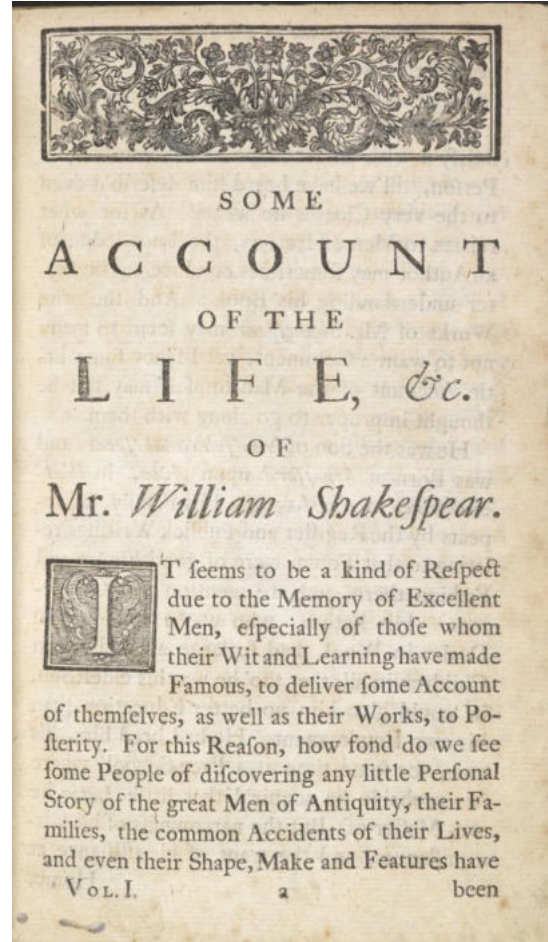 SOME
ACCOUNT
OF THE
LIFE, &c.
OF
Mr. William Shakeſpear.
IT ſeems to be a kind of Reſpect
due to the Memory of Excellent
Men, eſpecially of thoſe whom
their Wit and Learning have made
Famous, to deliver ſome Account
of themſelves, as well as their Works, to Po-
ſterity. For this Reaſon, how fond do we ſee
ſome People of diſcovering any little Perſonal
Story of the great Men of Antiquity, their Fa-
milies, the common Accidents of their Lives,
and even their Shape, Make and Features have
VOL. I. a been